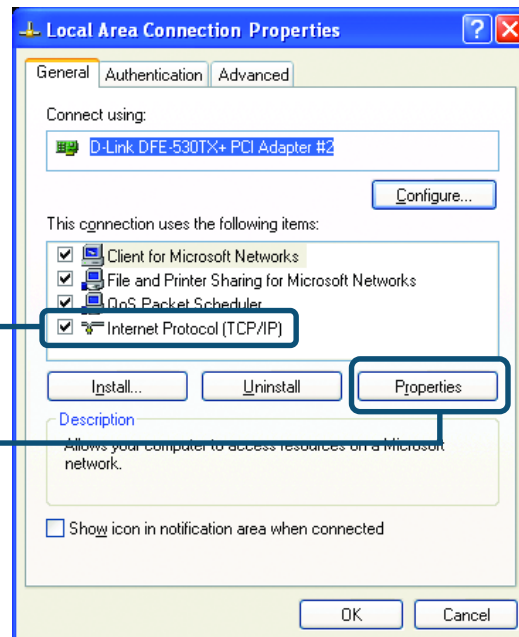 Local Area Connection Properties
General Authentication Advanced
Connect using:
D-Link DFE-530TX+ PCI Adapter #2
Configure...
This connection uses the following items:
Client for Microsoft Networks
File and Printer Sharing for Microsoft Networks
QoS Packet Scheduler
Internet Protocol (TCP/IP)
Install... Uninstall Properties
Description
Allows your computer to access resources on a Microsoft
network.
Show icon in notification area when connected
OK Cancel